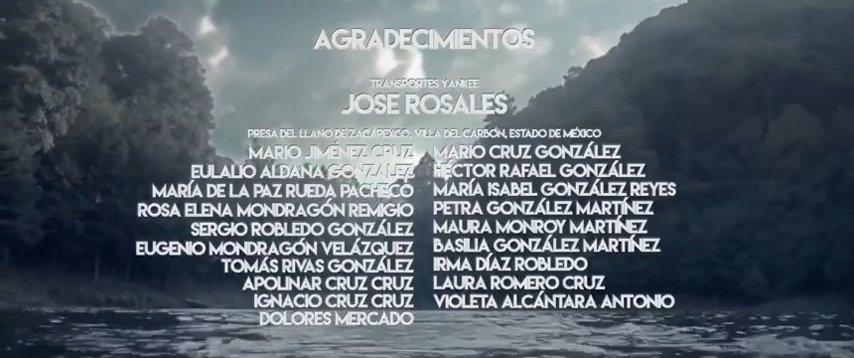 AGRADECIMIENTOS
TRANSPORTES YANKEE
JOSE ROSALES
PRESA DEL LLANO DE ZACAPEXCO, VILLA DEL CARBÓN, ESTADO DE MÉXICO
MARIO JIMÉNEZ CRUZ
EULALIO ALDANA GONZÁLEZ
MARÍA DE LA PAZ RUEDA PACHECO
ROSA ELENA MONDRAGÓN REMIGIO
SERGIO ROBLEDO GONZÁLEZ
EUGENIO MONDRAGÓN VELÁZQUEZ
TOMÁS RIVAS GONZÁLEZ
APOLINAR CRUZ CRUZ
IGNACIO CRUZ CRUZ
DOLORES MERCADO
MARIO CRUZ GONZÁLEZ
HÉCTOR RAFAEL GONZÁLEZ
MARÍA ISABEL GONZÁLEZ REYES
PETRA GONZÁLEZ MARTÍNEZ
MAURA MONROY MARTÍNEZ
BASILIA GONZÁLEZ MARTÍNEZ
IRMA DÍAZ ROBLEDO
LAURA ROMERO CRUZ
VIOLETA ALCÁNTARA ANTONIO